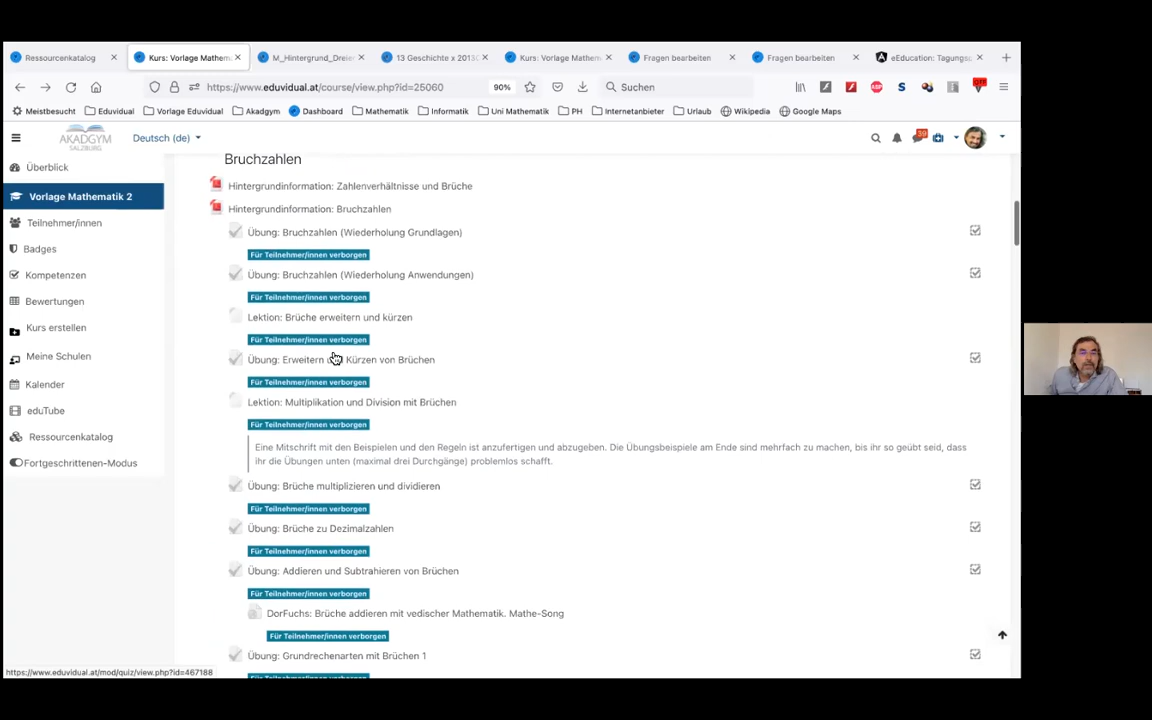 Ressourcenkatalog
Kurs: Vorlage Mathem
M_Hintergrund_Dreie
13 Geschichte x 2013
Kurs: Vorlage Mathem
Fragen bearbeiten
Fragen bearbeiten
eEducation: Tagungs
https://www.eduvidual.at/course/view.php?id=25060
90%
Suchen
Meistbesucht Eduvidual Vorlage Eduvidual Akadgym Dashboard Mathematik Informatik Uni Mathematik PH Internetanbieter Urlaub Wikipedia Google Maps
AKADGYM
SALZBURG
Deutsch (de)
Überblick
Vorlage Mathematik 2
Teilnehmer/innen
Badges
Kompetenzen
Bewertungen
Kurs erstellen
Meine Schulen
Kalender
eduTube
Ressourcenkatalog
Fortgeschrittenen-Modus
Bruchzahlen
Hintergrundinformation: Zahlenverhältnisse und Brüche
Hintergrundinformation: Bruchzahlen
Übung: Bruchzahlen (Wiederholung Grundlagen)
Für Teilnehmer/innen verborgen
Übung: Bruchzahlen (Wiederholung Anwendungen)
Für Teilnehmer/innen verborgen
Lektion: Brüche erweitern und kürzen
Für Teilnehmer/innen verborgen
Übung: Erweitern und Kürzen von Brüchen
Für Teilnehmer/innen verborgen
Lektion: Multiplikation und Division mit Brüchen
Für Teilnehmer/innen verborgen
Eine Mitschrift mit den Beispielen und den Regeln ist anzufertigen und abzugeben. Die Übungsbeispiele am Ende sind mehrfach zu machen, bis ihr so geübt seid, dass
ihr die Übungen unten (maximal drei Durchgänge) problemlos schafft.
Übung: Brüche multiplizieren und dividieren
Für Teilnehmer/innen verborgen
Übung: Brüche zu Dezimalzahlen
Für Teilnehmer/innen verborgen
Übung: Addieren und Subtrahieren von Brüchen
Für Teilnehmer/innen verborgen
DorFuchs: Brüche addieren mit vedischer Mathematik. Mathe-Song
Für Teilnehmer/innen verborgen
Übung: Grundrechenarten mit Brüchen 1
https://www.eduvidual.at/mod/quiz/view.php?id=467188